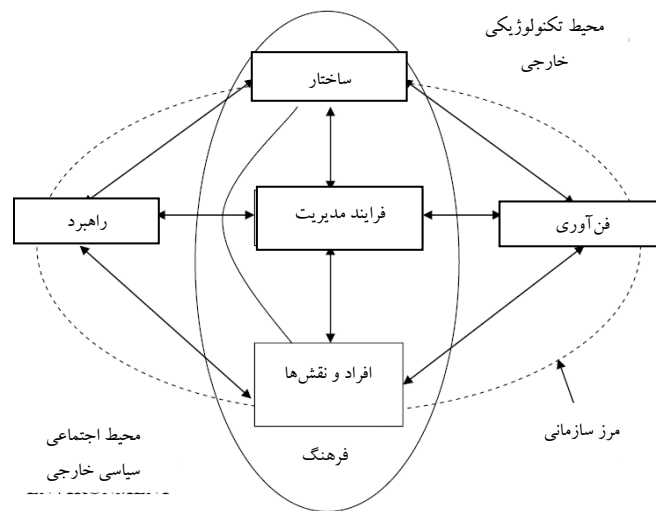 محیط تکنولوژیکی
خارجی
ساختار
راهبرد
فرایند مدیریت
فن‌آوری
افراد و نقش‌ها
مرز سازمانی
فرهنگ
محیط اجتماعی
سیاسی خارجی